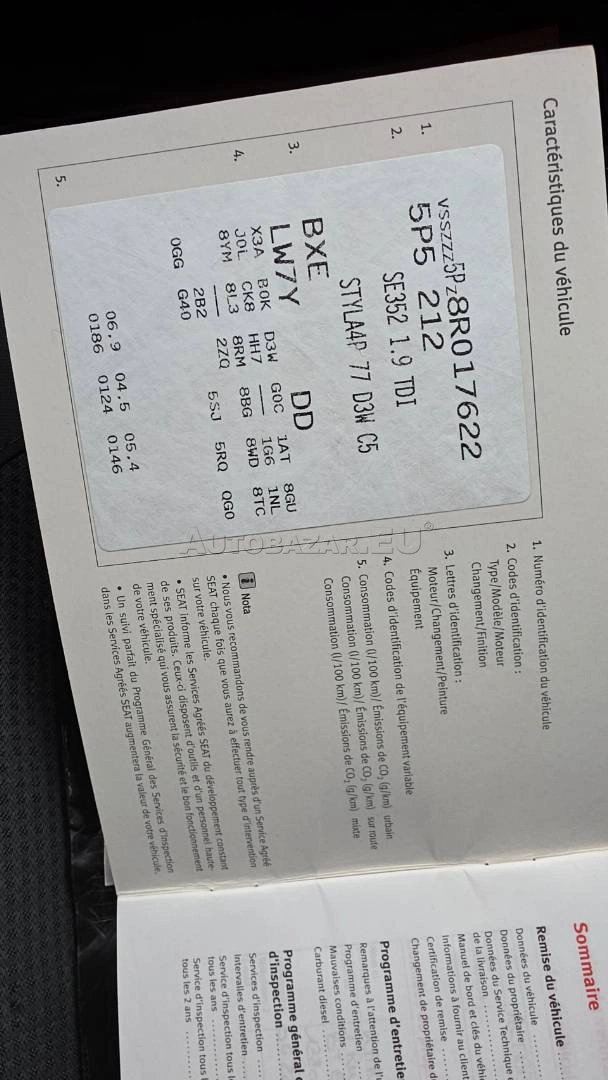 Caractéristiques du véhicule
1.
VSSZZZ5PZ8R017622
5P5 212
2.
SE352 1.9 TDI
STYLA4P 77 D3W C5
3.
BXE
LW7Y DD
4.
X3A B0K D3W G0C 1AT 8GU
J0L CK8 HH7 —— 1G6 1NL
8YM 8L3 8RM 8BG 8WD 8TC
—— 2ZQ 5SJ 5RQ QG0
2B2
0GG G40
5.
06.9 04.5 05.4
0186 0124 0146
1. Numéro d'identification du véhicule
2. Codes d'identification :
Type/Modèle/Moteur
Changement/Finition
3. Lettres d'identification :
Moteur/Changement/Peinture
Équipement
4. Codes d'identification de l'équipement variable
5. Consommation (l/100 km)/ Émissions de CO₂ (g/km) urbain
Consommation (l/100 km)/ Émissions de CO₂ (g/km) sur route
Consommation (l/100 km)/ Émissions de CO₂ (g/km) mixte
i Nota
• Nous vous recommandons de vous rendre auprès d'un Service Agréé
SEAT chaque fois que vous aurez à effectuer tout type d'intervention
sur votre véhicule.
• SEAT informe les Services Agréés SEAT du développement constant
de ses produits. Ceux-ci disposent d'outils et d'un personnel haute-
ment spécialisé qui vous assurent la sécurité et le bon fonctionnement
de votre véhicule.
• Un suivi parfait du Programme Général des Services d'Inspection
dans les Services Agréés SEAT augmentera la valeur de votre véhicule.
AUTOBAZAR.EU®
Sommaire
Remise du véhicule
Données du véhicule
Données du propriétaire
Données du Service Technique
de la livraison
Manuel de bord et clés du véhi
Informations à fournir au client
Certification de remise
Changement de propriétaire d
Programme d'entretie
Remarques à l'attention de l'
Programme d'entretien
Mauvaises conditions
Carburant diesel
Programme général
d'inspection
Services d'inspection
Intervalles d'entretien
Service d'inspection tous l
tous les ans
Service d'inspection tous l
tous les 2 ans